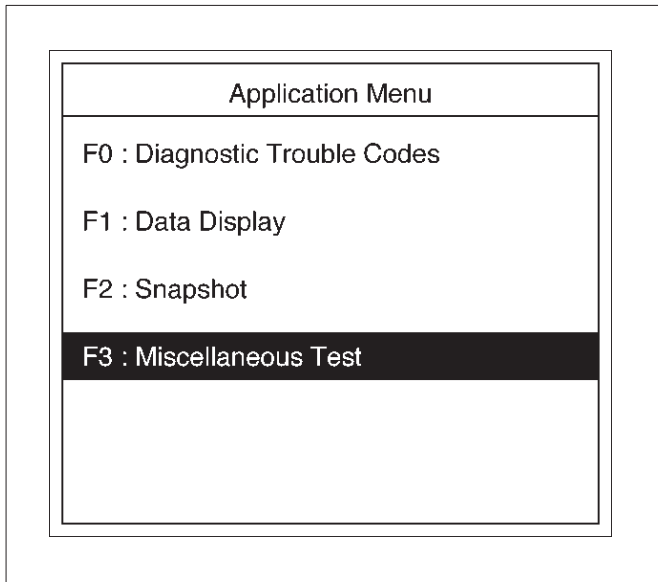 Application Menu
F0 : Diagnostic Trouble Codes
F1 : Data Display
F2 : Snapshot
F3 : Miscellaneous Test